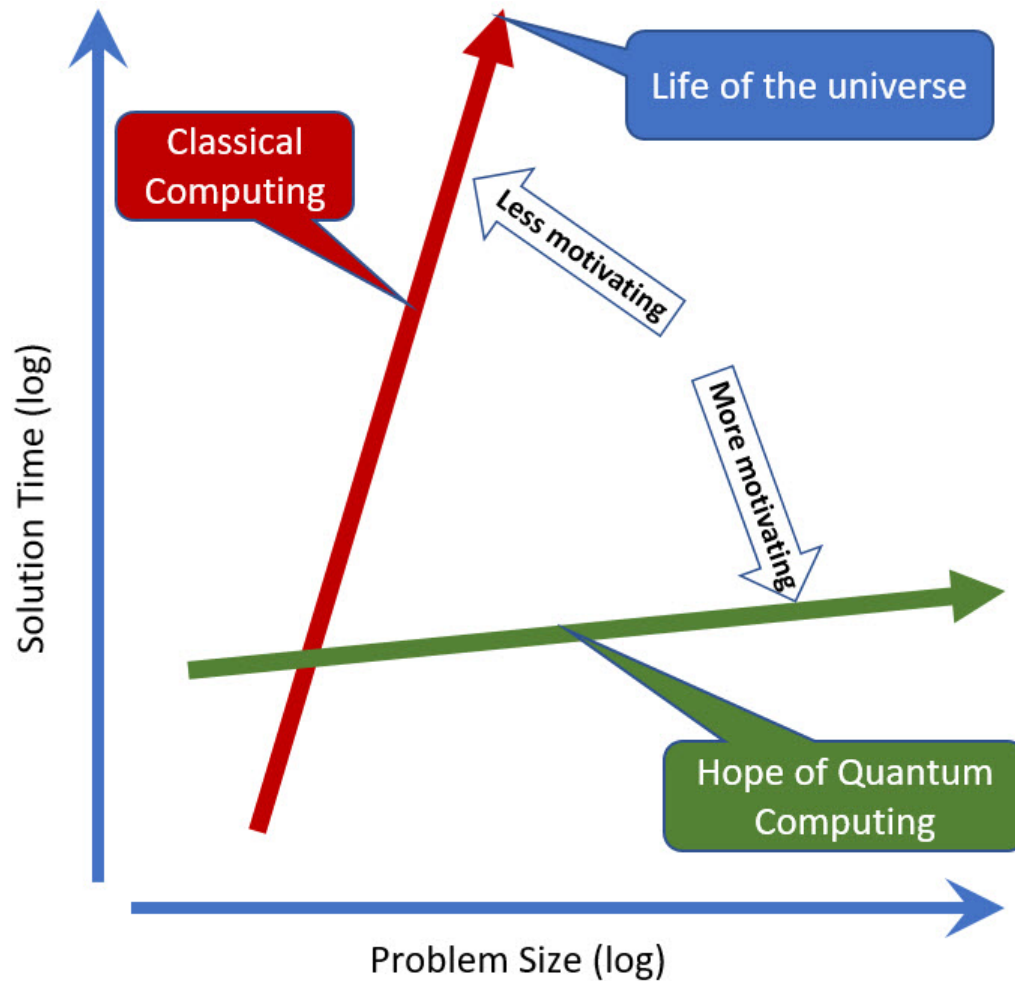 Life of the universe
Classical
Computing
Less motivating
More motivating
Solution Time (log)
Hope of Quantum
Computing
Problem Size (log)